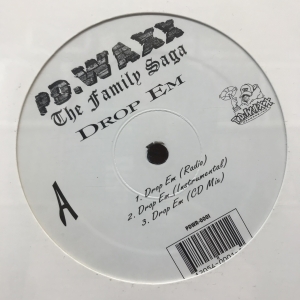 PD.WAXX
The Family Saga
DROP EM
A
1. Drop Em (Radio)
2. Drop Em (Instrumental)
3. Drop Em (CD Mix)